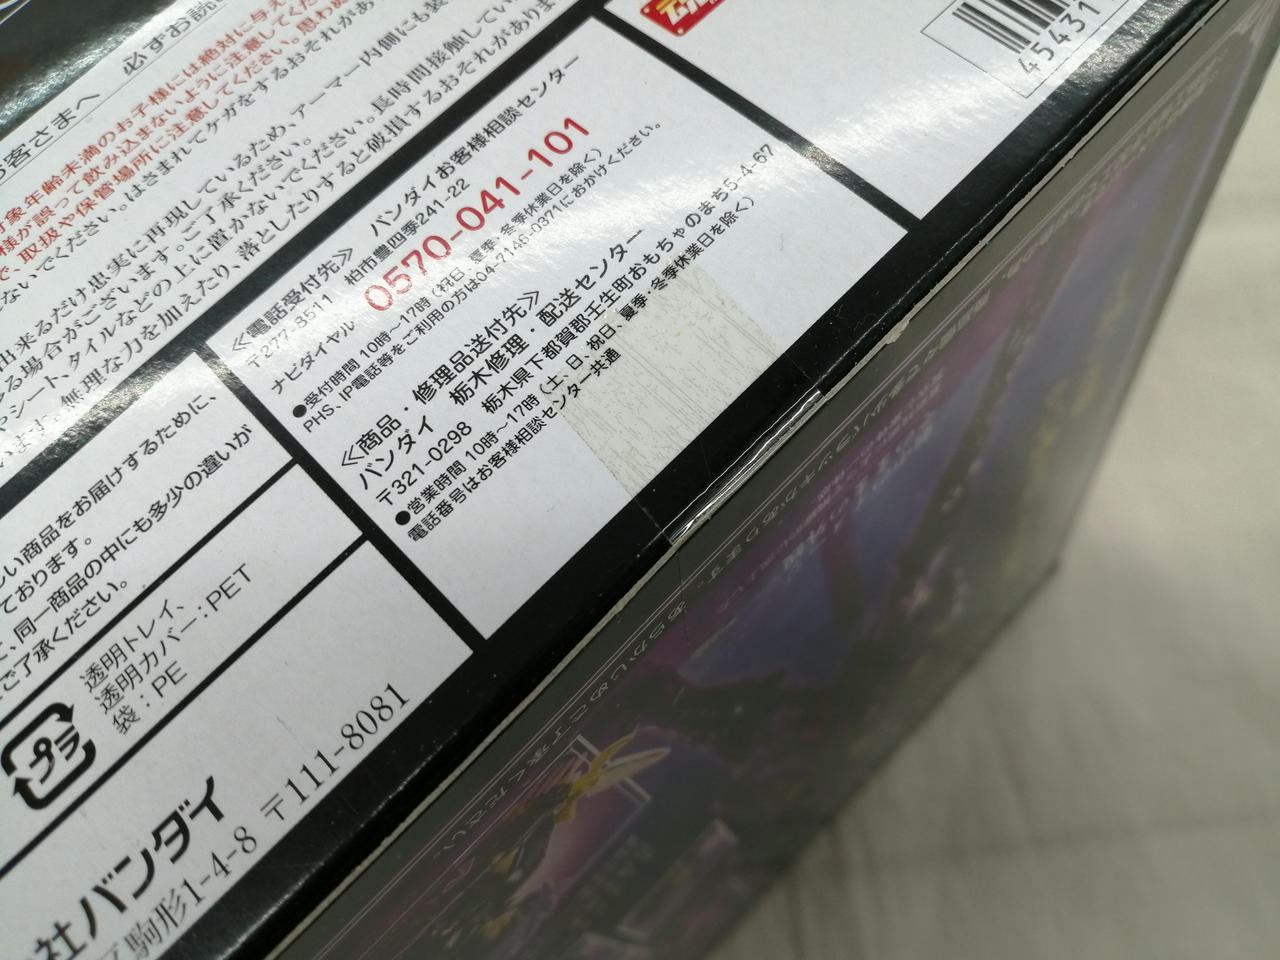 必ずお読
お客さまへ
対象年齢未満のお子様には絶対に与え
様が誤って飲み込まないように注意してくだ
で、取扱や保管場所に注意してください。思わぬ
ないでください。はさまれてケガをするおそれがあ
出来るだけ忠実に再現しているため、アーマー内側にも装
る場合がございます。ご了承ください。
シート、タイルなどの上に置かないでください。長時間接触してい
無理な力を加えたり、落としたりすると破損するおそれがありま
しい商品をお届けするために、
ております。
、同一商品の中にも多少の違いが
ご了承ください。
透明トレイ、
透明カバー：PET
袋：PE
プラ
社バンダイ
駒形1-4-8 〒111-8081
≪電話受付先≫ バンダイお客様相談センター
〒277-8511 柏市豊四季241-22
ナビダイヤル 0570-041-101
●受付時間 10時～17時（祝日、夏季・冬季休業日を除く）
PHS、IP電話等をご利用の方は04-7146-0371におかけください。
≪商品・修理品送付先≫
バンダイ 栃木修理・配送センター
〒321-0298 栃木県下都賀郡壬生町おもちゃのまち5-4-67
●営業時間 10時～17時（土、日、祝日、夏季・冬季休業日を除く）
電話番号はお客様相談センター共通
45431
あらかじめご了承ください。